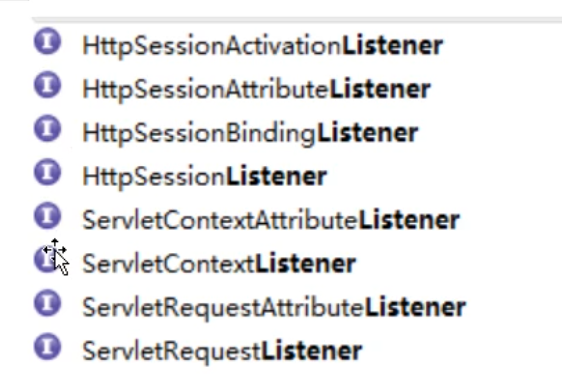 HttpSessionActivationListener
HttpSessionAttributeListener
HttpSessionBindingListener
HttpSessionListener
ServletContextAttributeListener
ServletContextListener
ServletRequestAttributeListener
ServletRequestListener